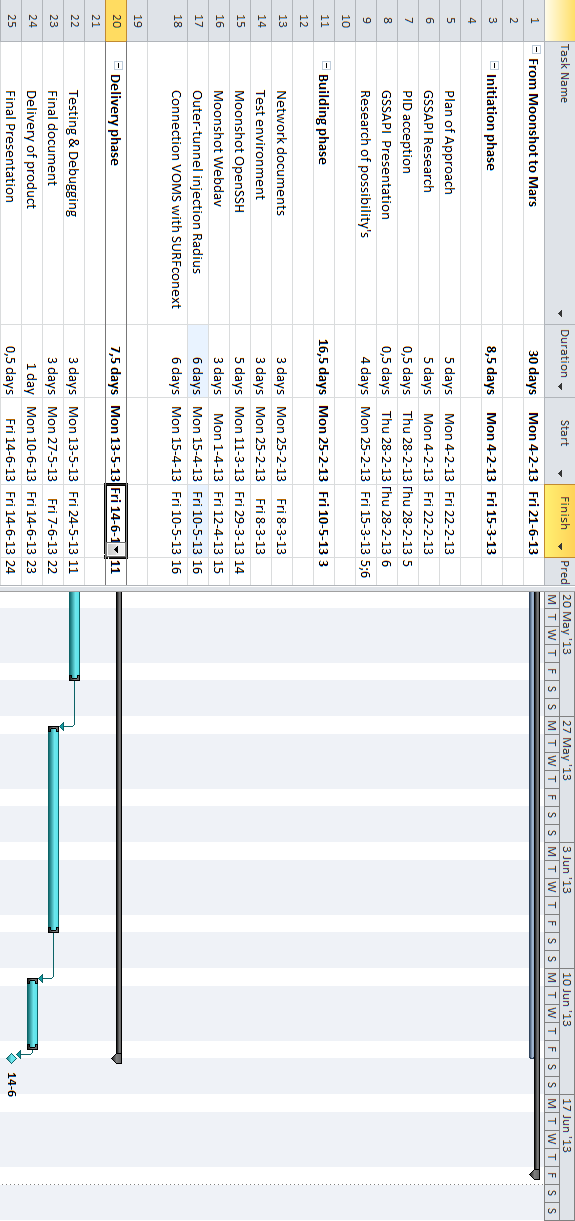 Task Name Duration Start Finish Pred
1 From Moonshot to Mars 30 days Mon 4-2-13 Fri 21-6-13
2
3 Initiation phase 8,5 days Mon 4-2-13 Fri 15-3-13
4
5 Plan of Approach 5 days Mon 4-2-13 Fri 22-2-13
6 GSSAPI Research 5 days Mon 4-2-13 Fri 22-2-13
7 PID acception 0,5 days Thu 28-2-13 Thu 28-2-13 5
8 GSSAPI Presentation 0,5 days Thu 28-2-13 Thu 28-2-13 6
9 Research of possibility's 4 days Mon 25-2-13 Fri 15-3-13 5;6
10
11 Building phase 16,5 days Mon 25-2-13 Fri 10-5-13 3
12
13 Network documents 3 days Mon 25-2-13 Fri 8-3-13
14 Test environment 3 days Mon 25-2-13 Fri 8-3-13
15 Moonshot OpenSSH 5 days Mon 11-3-13 Fri 29-3-13 14
16 Moonshot Webdav 3 days Mon 1-4-13 Fri 12-4-13 15
17 Outer-tunnel injection Radius 6 days Mon 15-4-13 Fri 10-5-13 16
18 Connection VOMS with SURFconext 6 days Mon 15-4-13 Fri 10-5-13 16
19
20 Delivery phase 7,5 days Mon 13-5-13 Fri 14-6-1 11
21
22 Testing & Debugging 3 days Mon 13-5-13 Fri 24-5-13 11
23 Final document 3 days Mon 27-5-13 Fri 7-6-13 22
24 Delivery of product 1 day Mon 10-6-13 Fri 14-6-13 23
25 Final Presentation 0,5 days Fri 14-6-13 Fri 14-6-13 24
20 May '13 27 May '13 3 Jun '13 10 Jun '13 17 Jun '13
M T W T F S S M T W T F S S M T W T F S S M T W T F S S M T W T F S S
14-6